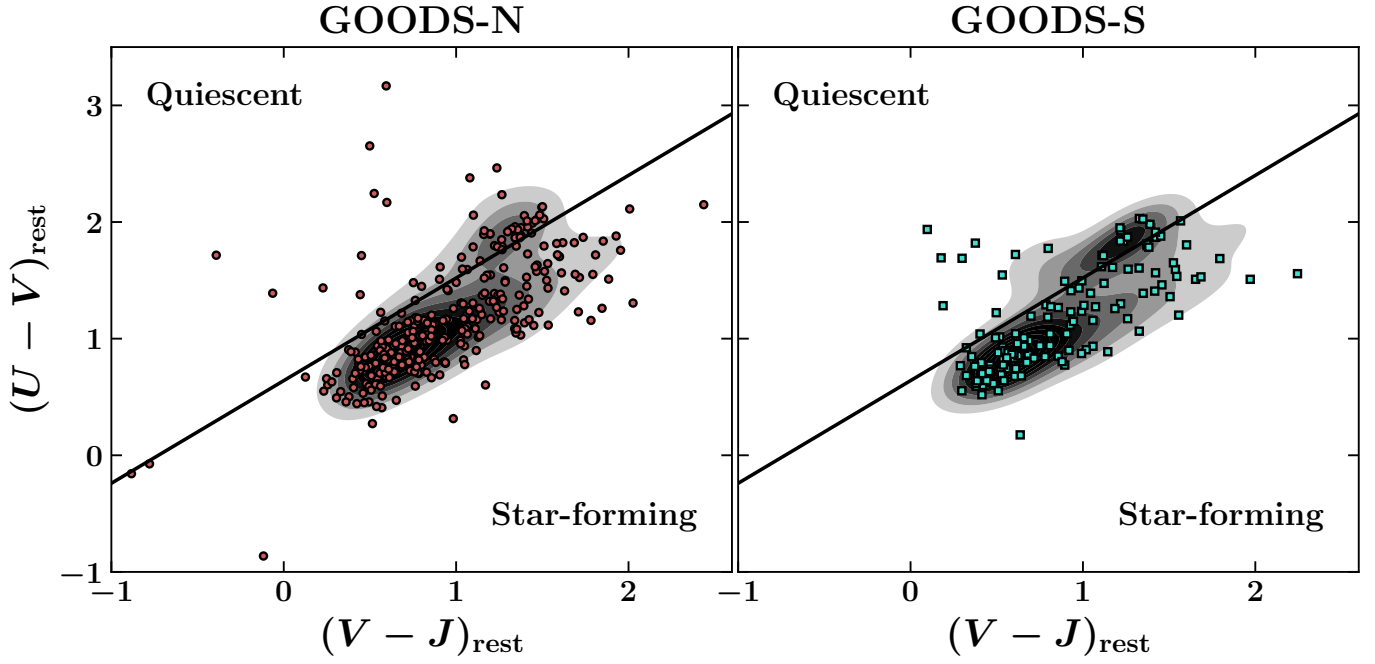 GOODS-N GOODS-S
Quiescent Quiescent
3
2
1
0
−1
(U − V)rest
Star-forming Star-forming
−1 0 1 2 −1 0 1 2
(V − J)rest (V − J)rest